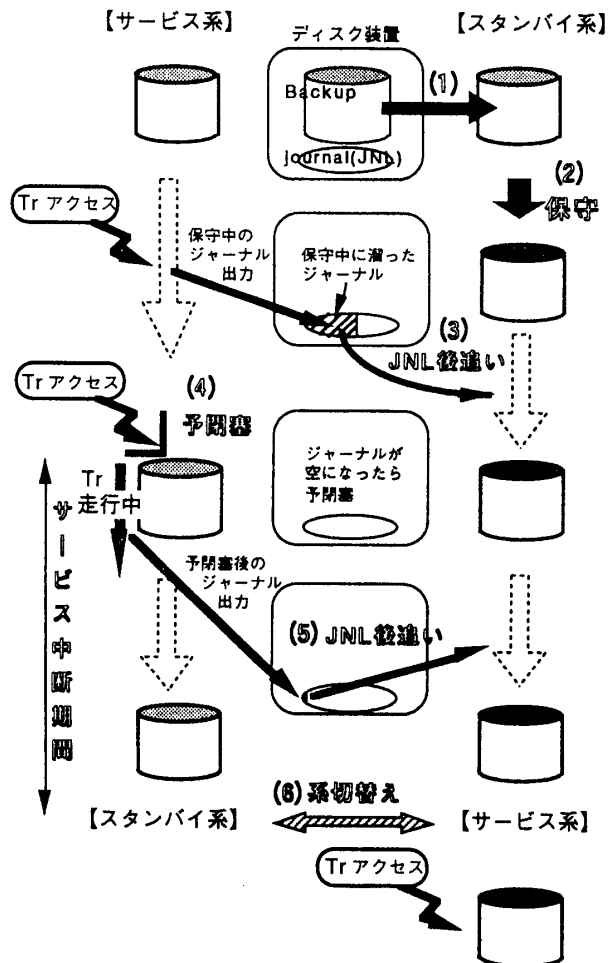 【サービス系】
ディスク装置
【スタンバイ系】
Backup
(1)
journal(JNL)
(2)
保守
Tr アクセス
保守中の
ジャーナル
出力
保守中に溜った
ジャーナル
(3)
JNL後追い
Tr アクセス
(4)
予閉塞
ジャーナルが
空になったら
予閉塞
Tr
走行中
サービス中断期間
予閉塞後の
ジャーナル
出力
(5) JNL後追い
(6) 系切替え
【スタンバイ系】
【サービス系】
Tr アクセス